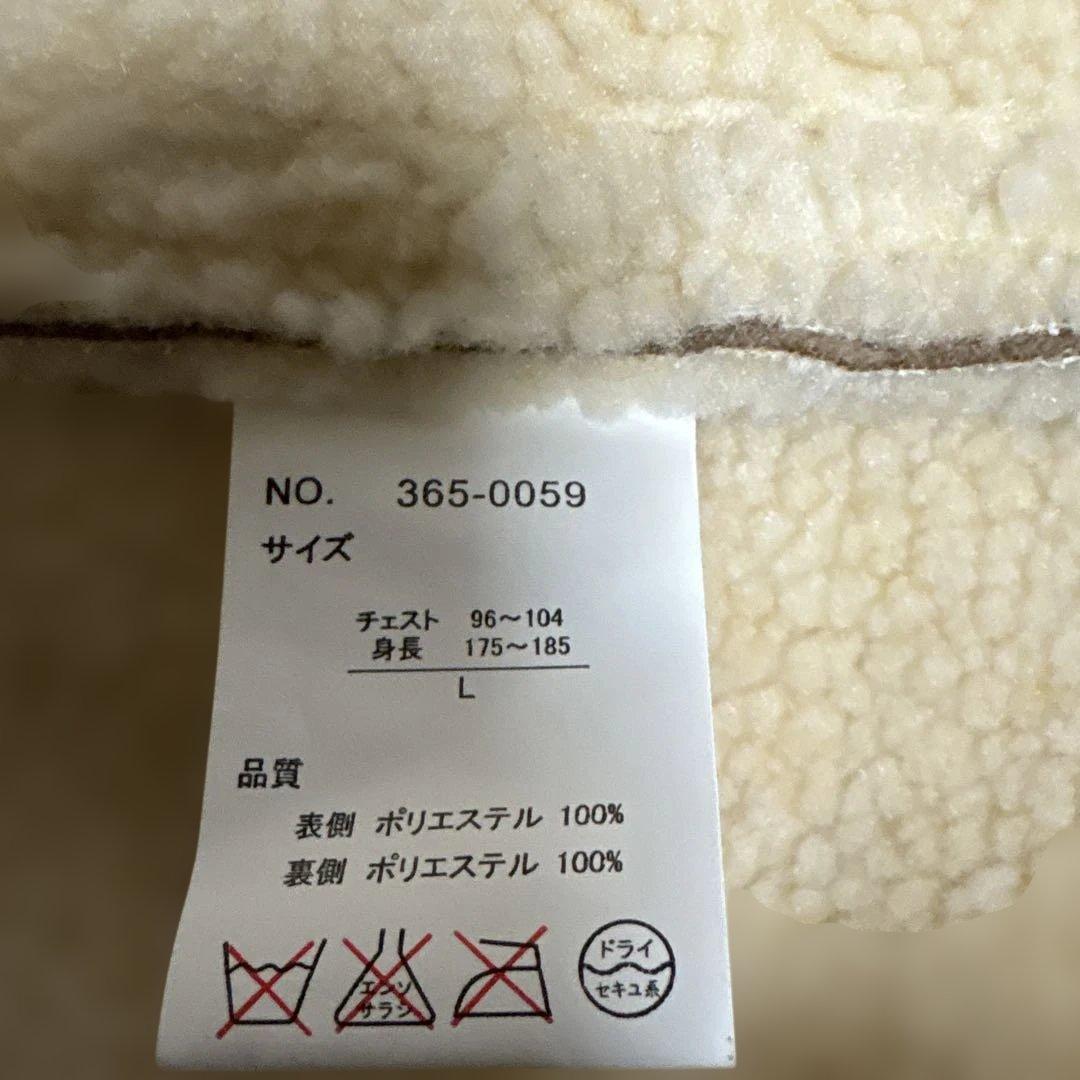 NO. 365-0059
サイズ
チェスト 96～104
身長 175～185
L
品質
表側 ポリエステル 100%
裏側 ポリエステル 100%
エンソ
サラシ
ドライ
セキユ系